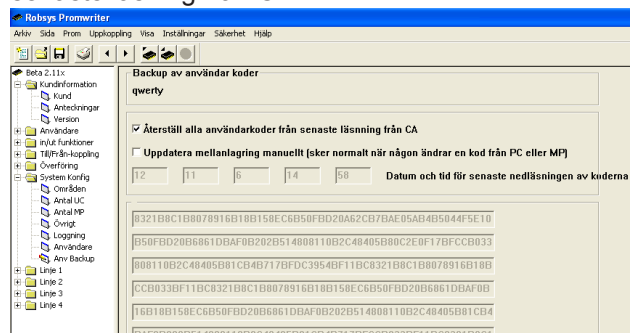 Robsys Promwriter
Arkiv Sida Prom Uppkoppling Visa Inställningar Säkerhet Hjälp
Beta 2.11x
Kundinformation
Kund
Anteckningar
Version
Användare
in/ut funktioner
Till/Från-koppling
Överföring
System Konfig
Områden
Antal UC
Antal MP
Övrigt
Loggning
Användare
Anv Backup
Linje 1
Linje 2
Linje 3
Linje 4
Backup av användar koder
qwerty
Återställ alla användarkoder från senaste läsnning från CA
Uppdatera mellanlagring manuellt (sker normalt när någon ändrar en kod från PC eller MP)
12 11 6 14 58 Datum och tid för senaste nedläsningen av koderna
8321B8C1B8078916B18B158EC6B50FBD20A62CB7BAE05AB4B5044F5E10
B50FBD20B6861DBAF0B202B514808110B2C48405B80C2E0F17BFCCB033
808110B2C48405B81CB4B717BFDC3954BF11BC8321B8C1B8078916B18B
CCB033BF11BC8321B8C1B8078916B18B158EC6B50FBD20B6861DBAF0B
16B18B158EC6B50FBD20B6861DBAF0B202B514808110B2C48405B81CB4